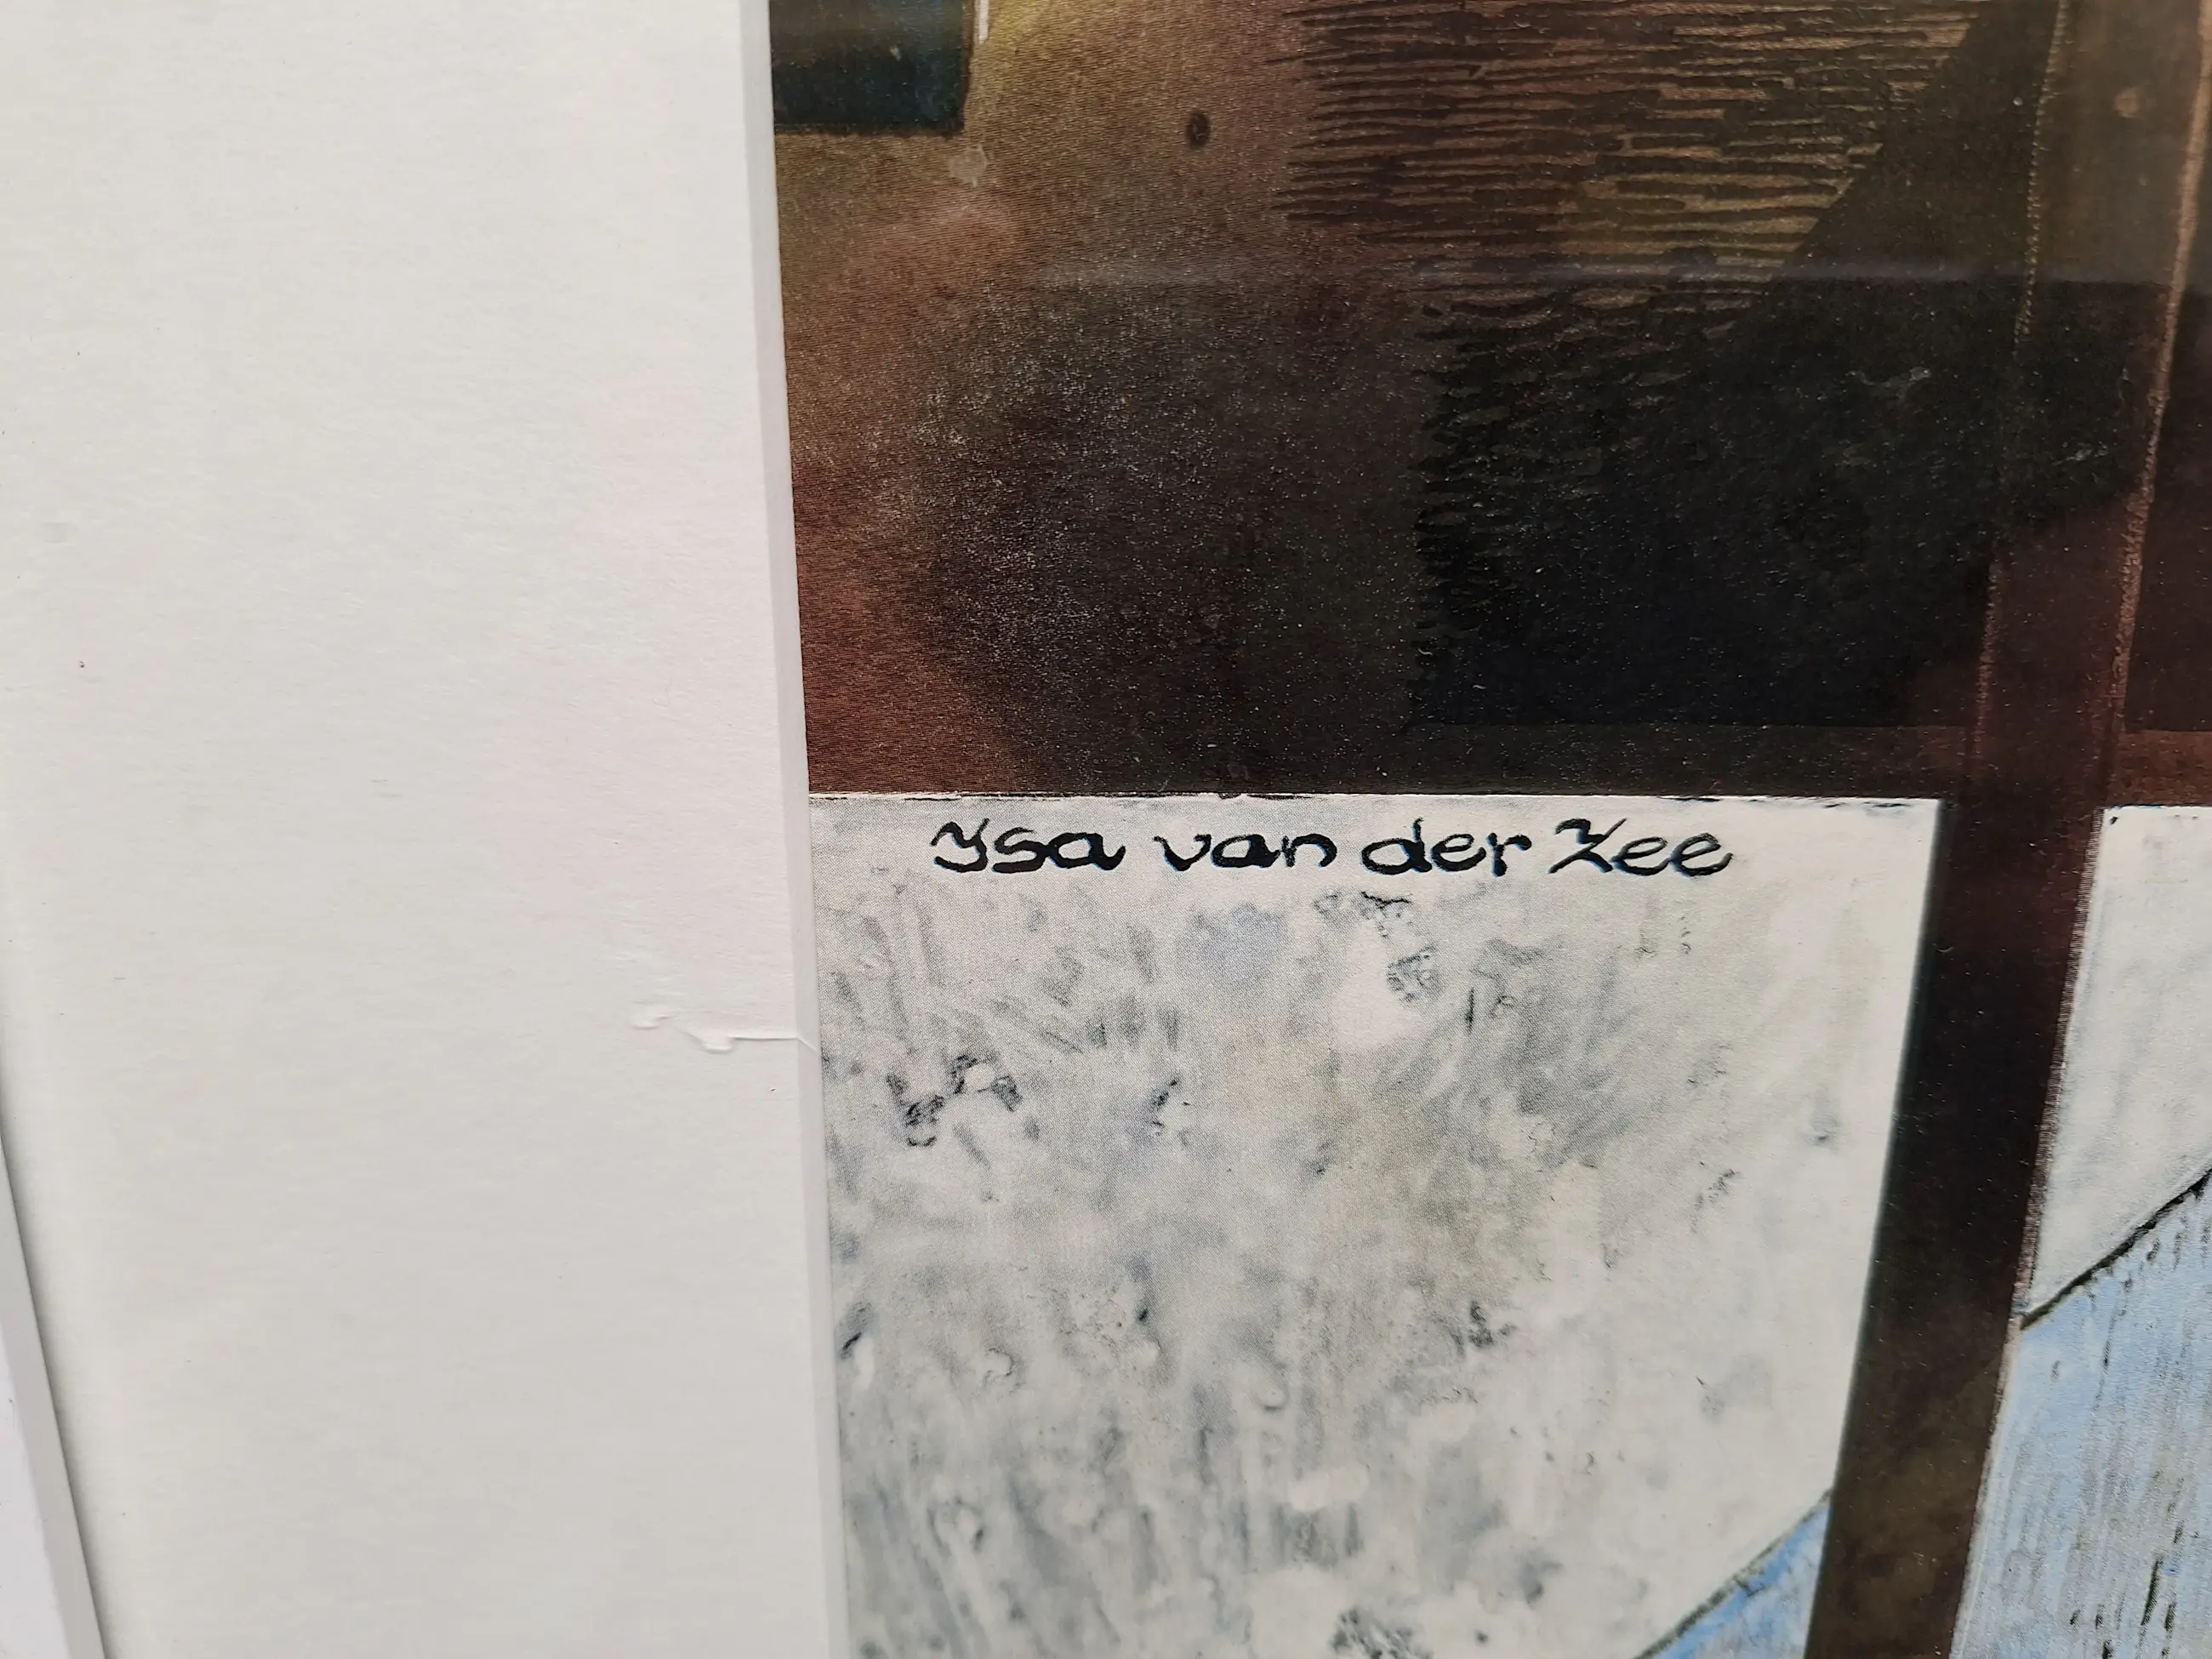 Ysa van der Zee